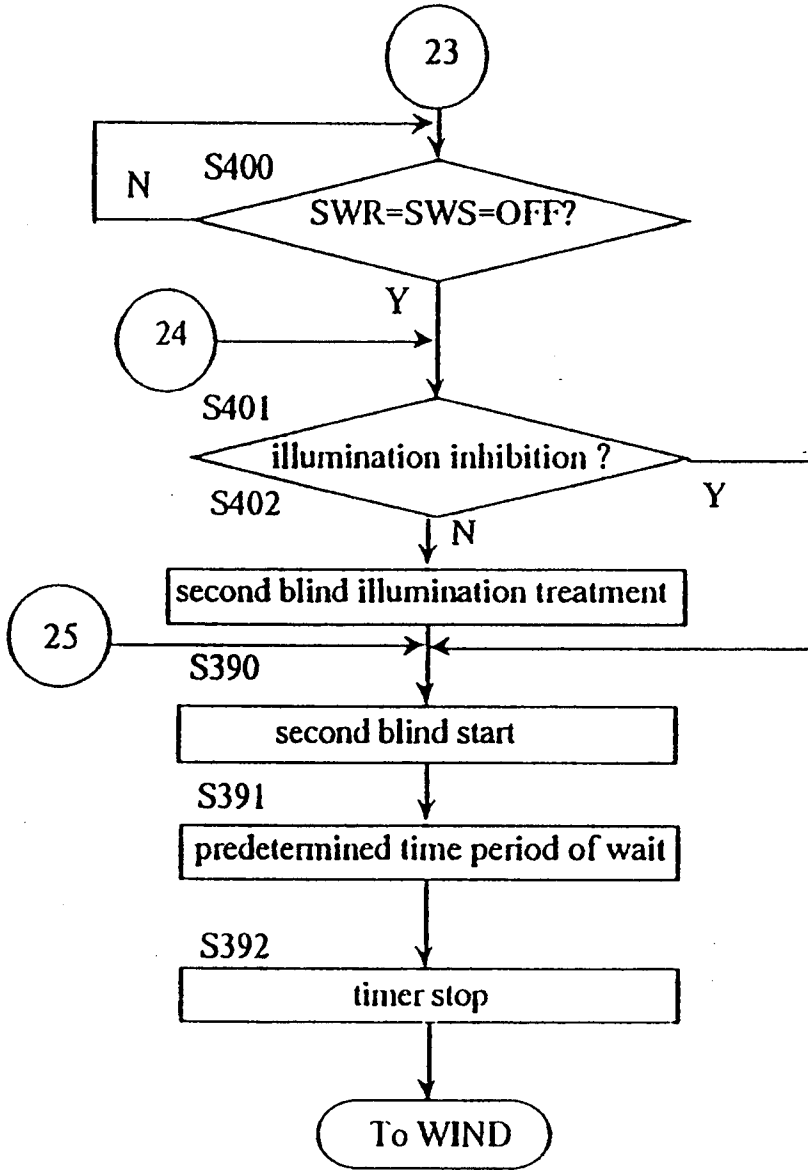 23
S400
N
SWR=SWS=OFF?
Y
24
S401
illumination inhibition ?
Y
S402
N
second blind illumination treatment
25
S390
second blind start
S391
predetermined time period of wait
S392
timer stop
To WIND